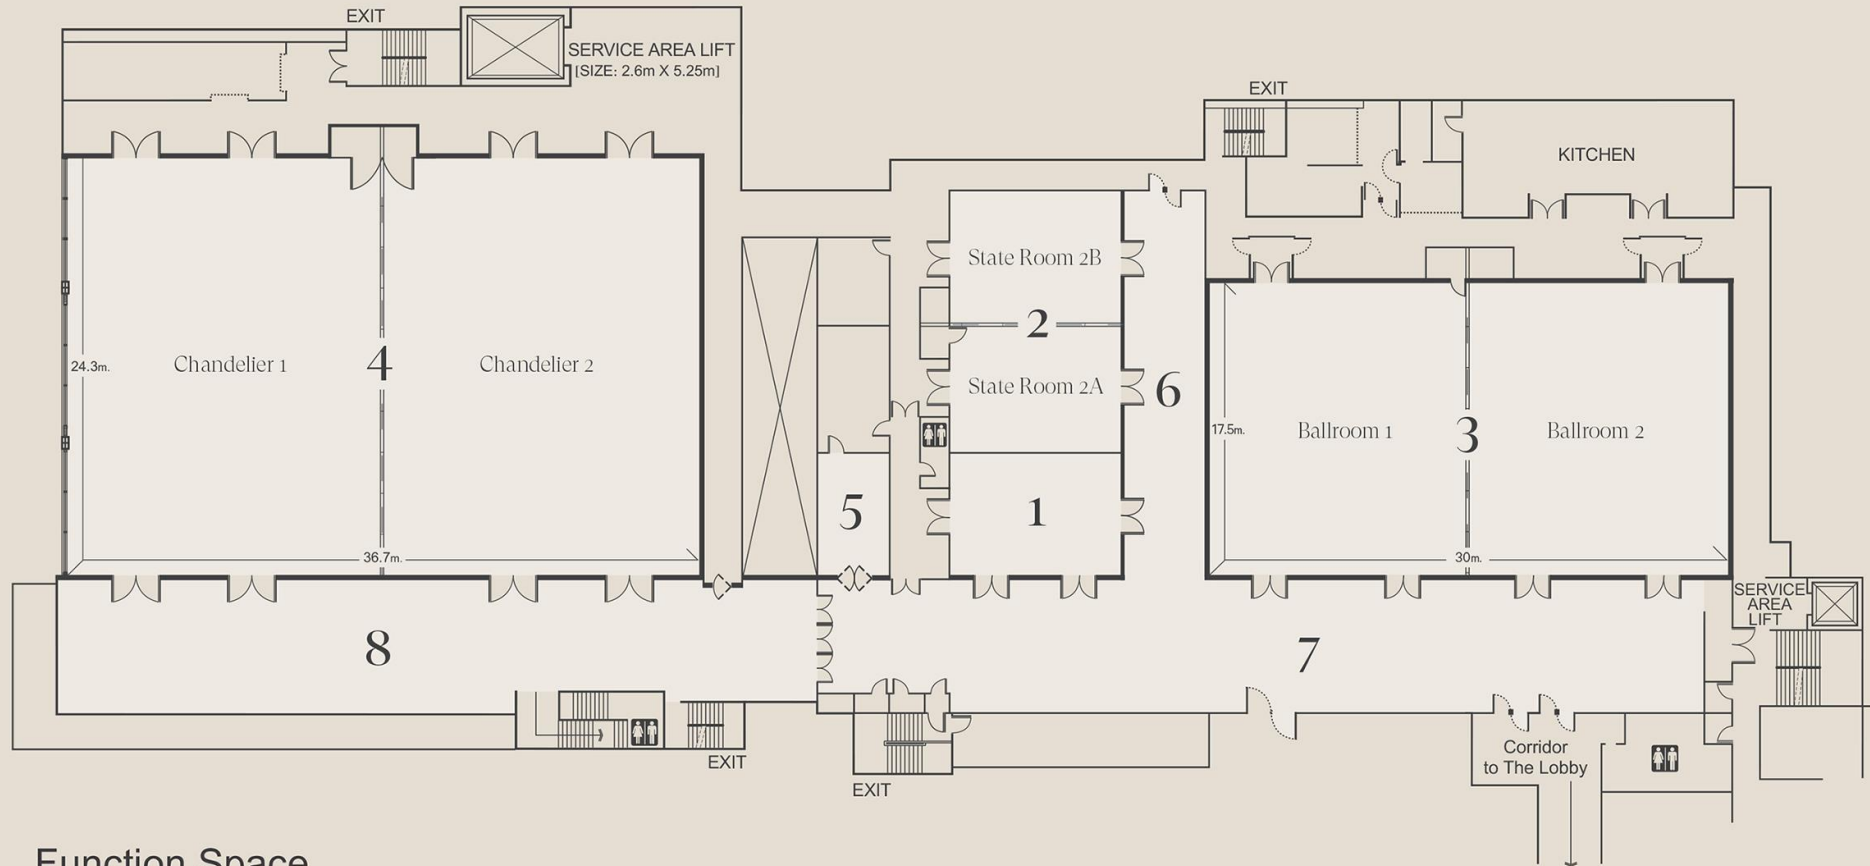 EXIT
SERVICE AREA LIFT
[SIZE: 2.6m X 5.25m]
EXIT
KITCHEN
State Room 2B
2
Chandelier 1
4
Chandelier 2
24.3m.
State Room 2A
6
17.5m.
Ballroom 1
3
Ballroom 2
5
1
36.7m.
30m.
SERVICE
AREA
LIFT
8
7
Corridor
to The Lobby
EXIT
EXIT
Function Space